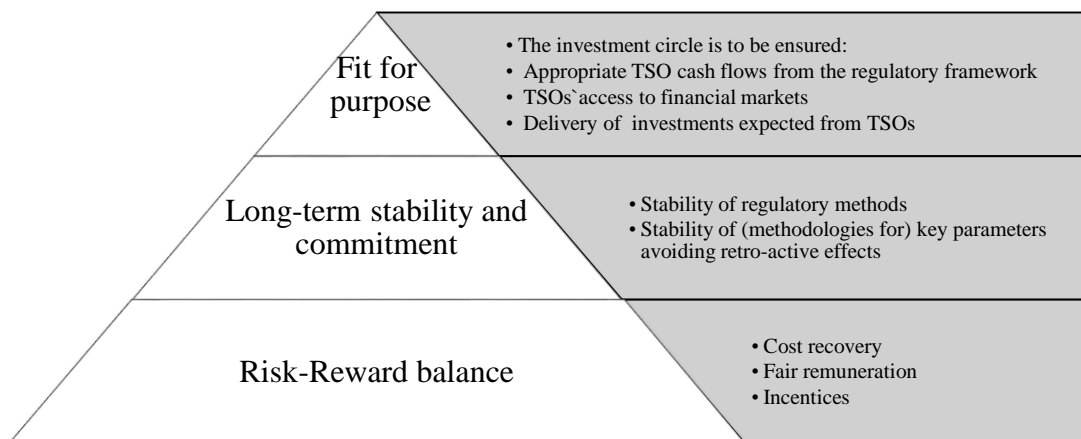 Fit for
purpose
• The investment circle is to be ensured:
• Appropriate TSO cash flows from the regulatory framework
• TSOs`access to financial markets
• Delivery of investments expected from TSOs
Long-term stability and
commitment
• Stability of regulatory methods
• Stability of (methodologies for) key parameters
avoiding retro-active effects
Risk-Reward balance
• Cost recovery
• Fair remuneration
• Incentices